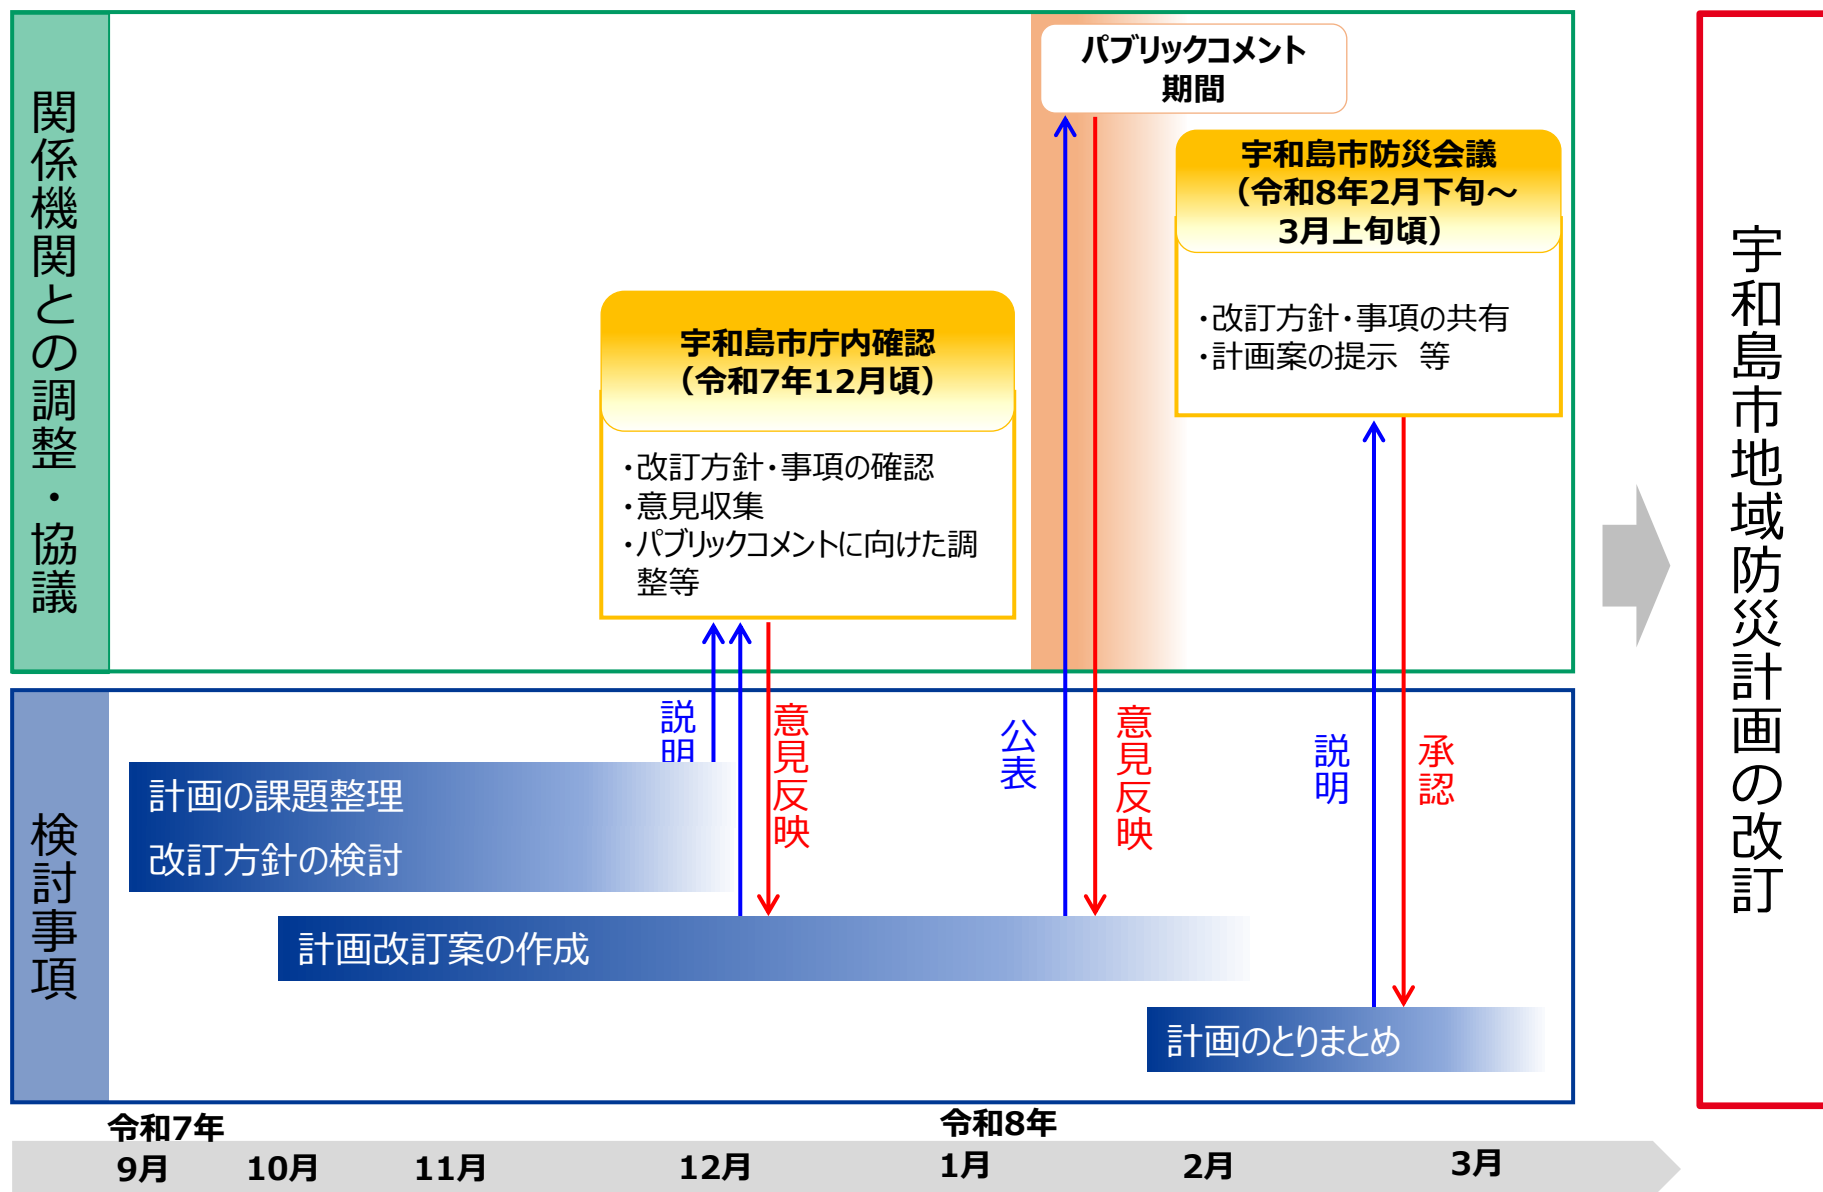 関係機関との調整・協議
パブリックコメント
期間
宇和島市防災会議
（令和8年2月下旬～
3月上旬頃）
・改訂方針・事項の共有
・計画案の提示　等
宇和島市庁内確認
（令和7年12月頃）
・改訂方針・事項の確認
・意見収集
・パブリックコメントに向けた調
整等
検討事項
説明
意見反映
公表
意見反映
説明
承認
計画の課題整理
改訂方針の検討
計画改訂案の作成
計画のとりまとめ
令和7年
令和8年
9月
10月
11月
12月
1月
2月
3月
宇和島市地域防災計画の改訂